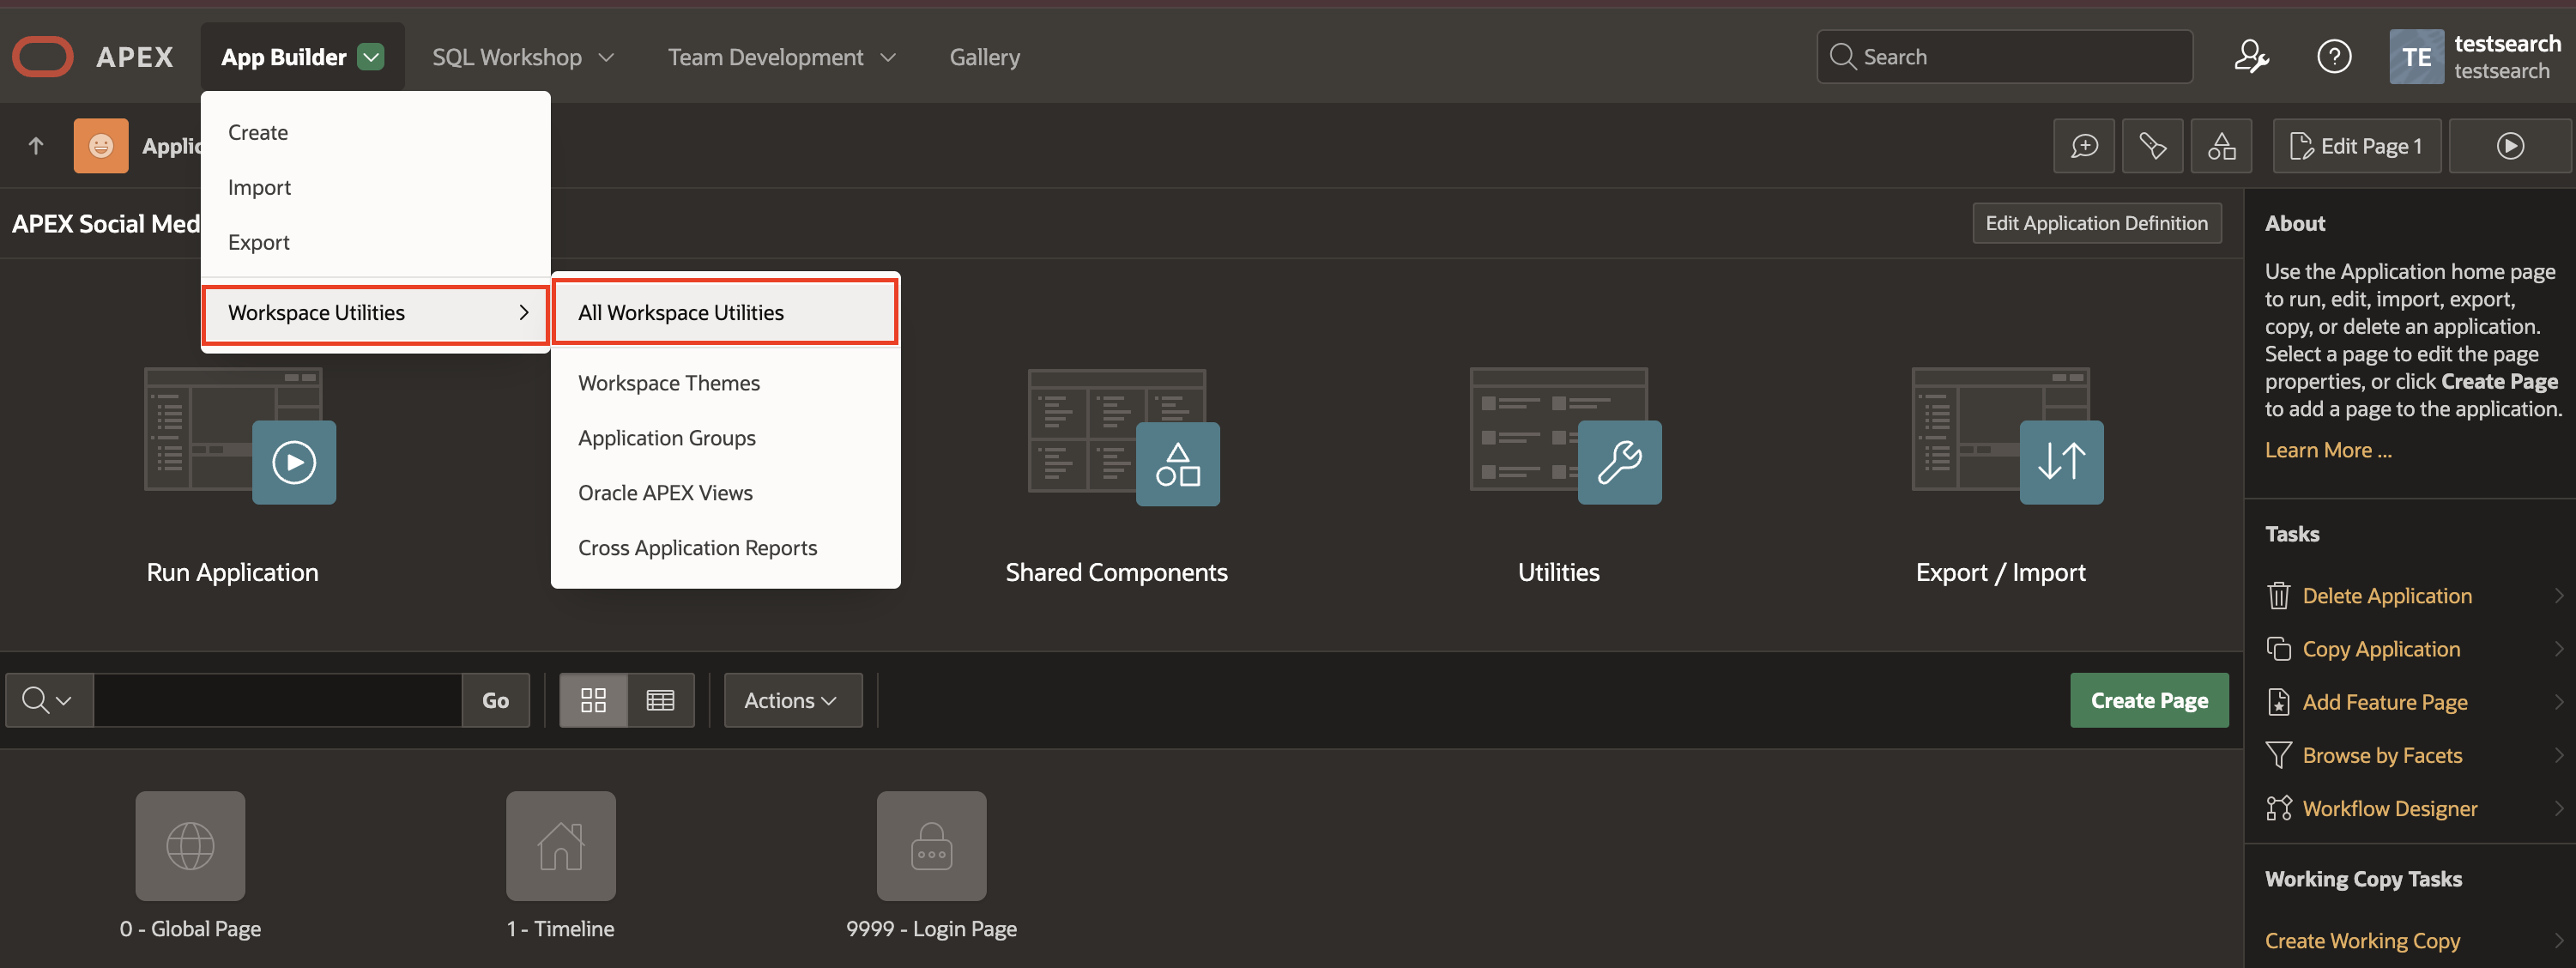 APEX
App Builder
SQL Workshop
Team Development
Gallery
Search
TE
testsearch
testsearch
Create
Import
Export
Workspace Utilities
All Workspace Utilities
Workspace Themes
Application Groups
Oracle APEX Views
Cross Application Reports
Applic
Edit Page 1
APEX Social Med
Edit Application Definition
Run Application
Shared Components
Utilities
Export / Import
Go
Actions
Create Page
0 - Global Page
1 - Timeline
9999 - Login Page
About
Use the Application home page
to run, edit, import, export,
copy, or delete an application.
Select a page to edit the page
properties, or click Create Page
to add a page to the application.
Learn More ...
Tasks
Delete Application
Copy Application
Add Feature Page
Browse by Facets
Workflow Designer
Working Copy Tasks
Create Working Copy